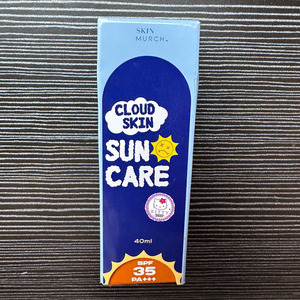 SKIN
MURCH.
CLOUD
SKIN
SUN
CARE
40ml
SPF
35
PA+++